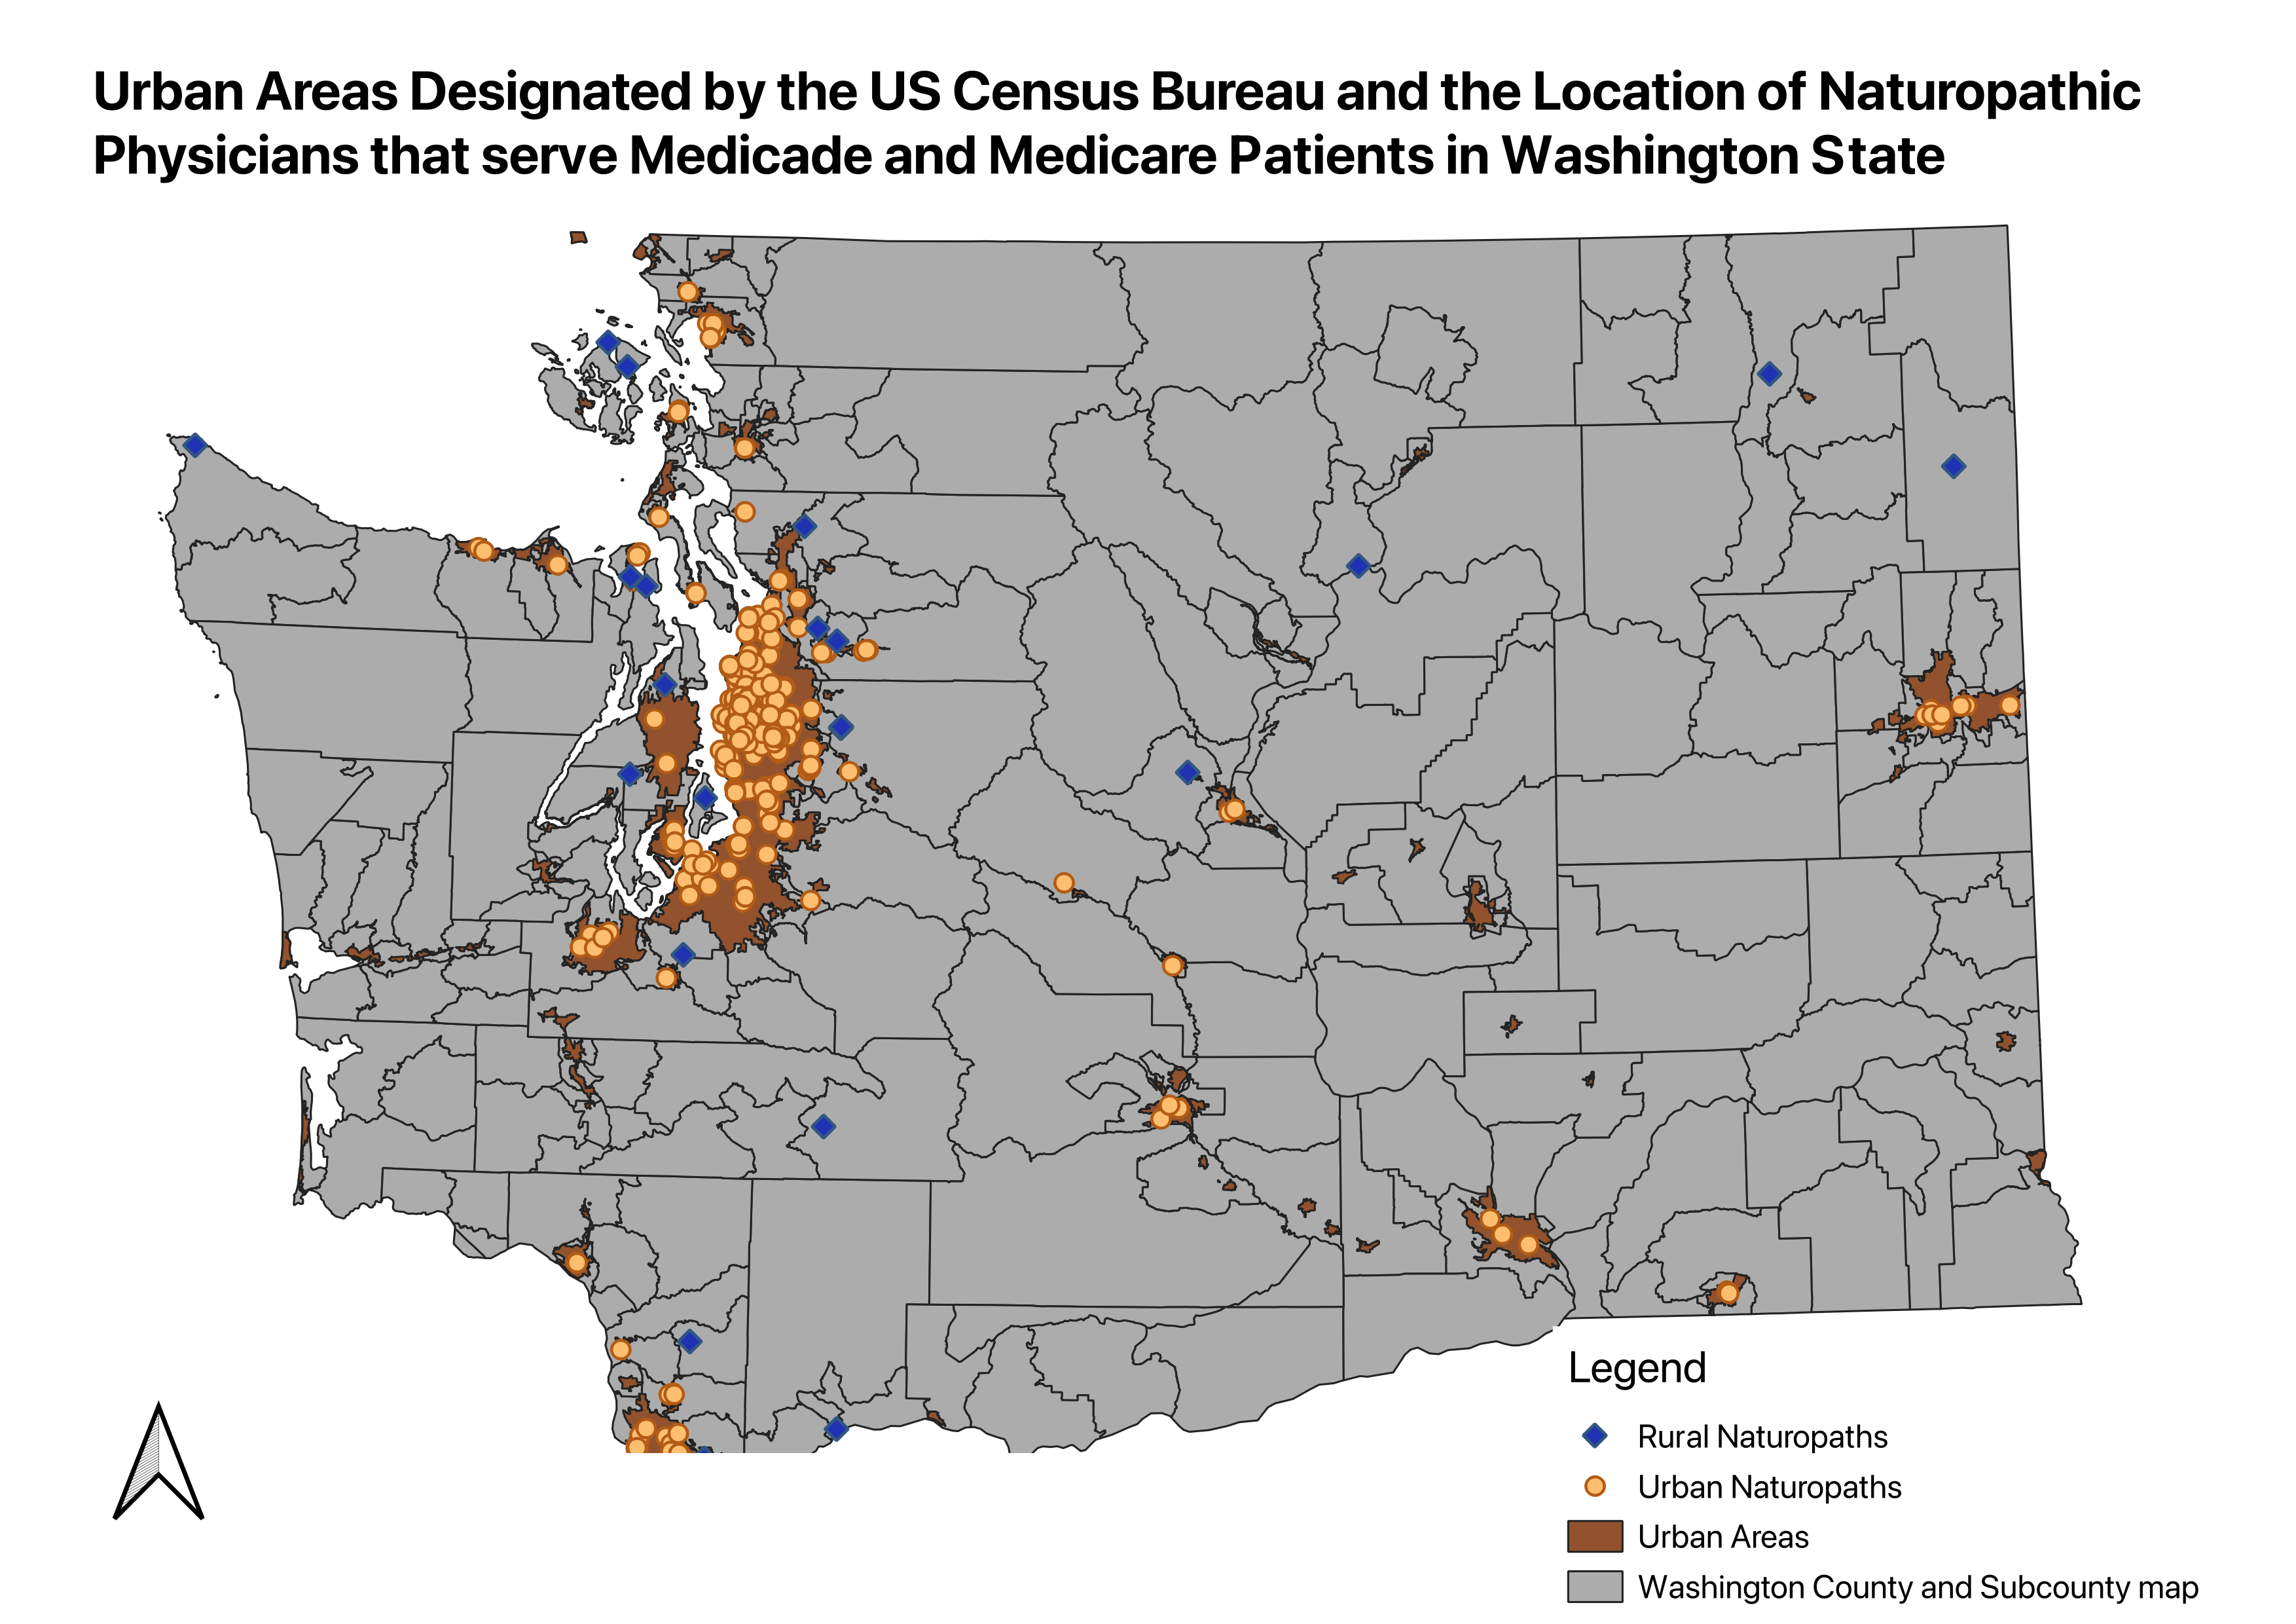 Urban Areas Designated by the US Census Bureau and the Location of Naturopathic
Physicians that serve Medicade and Medicare Patients in Washington State
Legend
Rural Naturopaths
Urban Naturopaths
Urban Areas
Washington County and Subcounty map